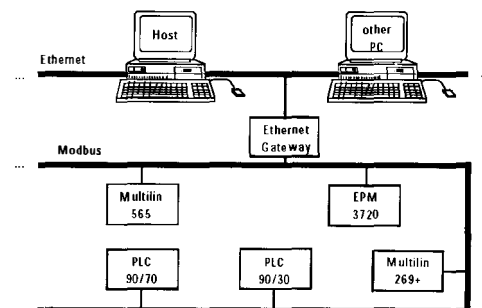 Host
other
PC
Ethernet
Ethernet
Gateway
Modbus
Multilin
565
EPM
3720
PLC
90/70
PLC
90/30
Multilin
269+